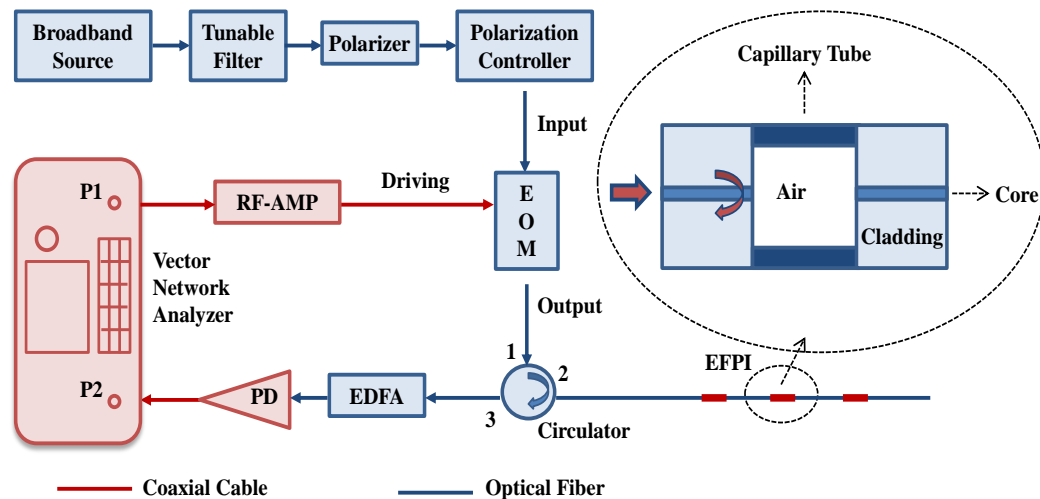 Broadband
Source
Tunable
Filter
Polarizer
Polarization
Controller
Capillary Tube
Input
P1
RF-AMP
Driving
E
O
M
Air
Core
Cladding
Vector
Network
Analyzer
Output
1
2
3
EFPI
P2
PD
EDFA
Circulator
Coaxial Cable
Optical Fiber